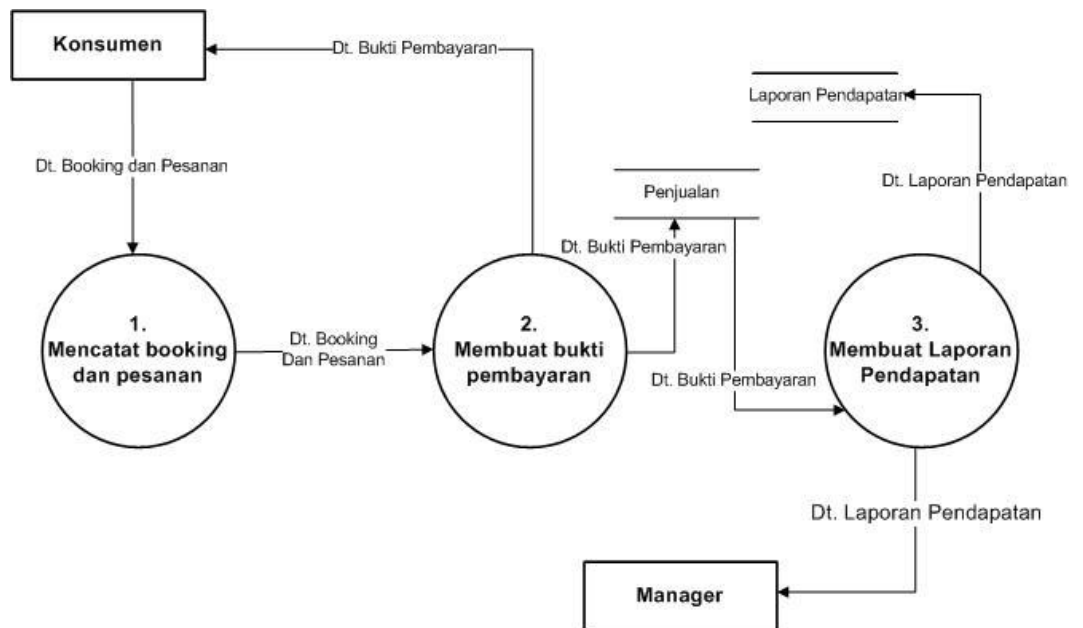 Konsumen
Dt. Bukti Pembayaran
Laporan Pendapatan
Dt. Booking dan Pesanan
Dt. Laporan Pendapatan
Penjualan
Dt. Bukti Pembayaran
1.
Mencatat booking
dan pesanan
Dt. Booking
Dan Pesanan
2.
Membuat bukti
pembayaran
3.
Membuat Laporan
Pendapatan
Dt. Bukti Pembayaran
Dt. Laporan Pendapatan
Manager